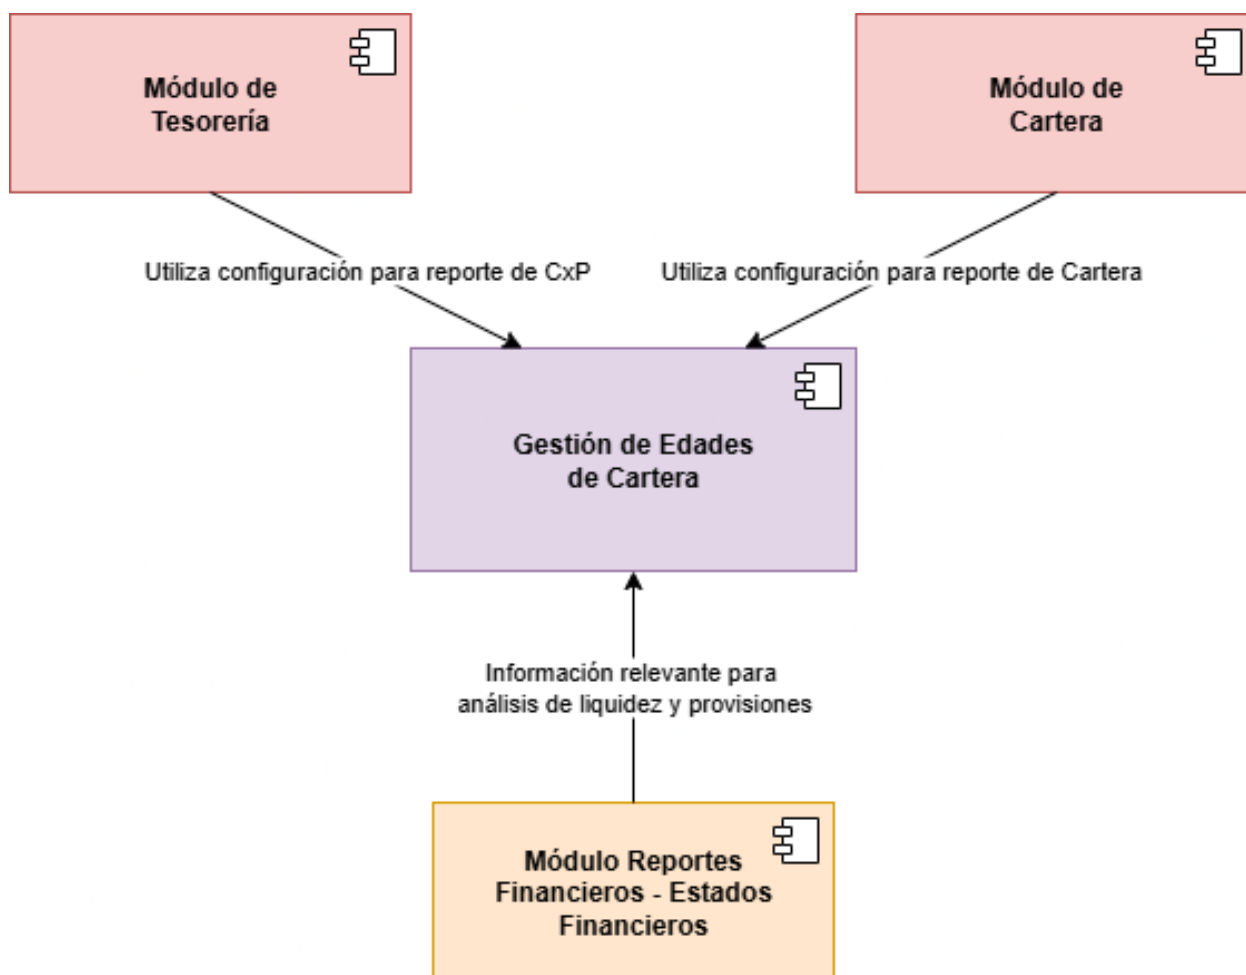 Módulo de
Tesorería
Módulo de
Cartera
Utiliza configuración para reporte de CxP
Utiliza configuración para reporte de Cartera
Gestión de Edades
de Cartera
Información relevante para
análisis de liquidez y provisiones
Módulo Reportes
Financieros - Estados
Financieros